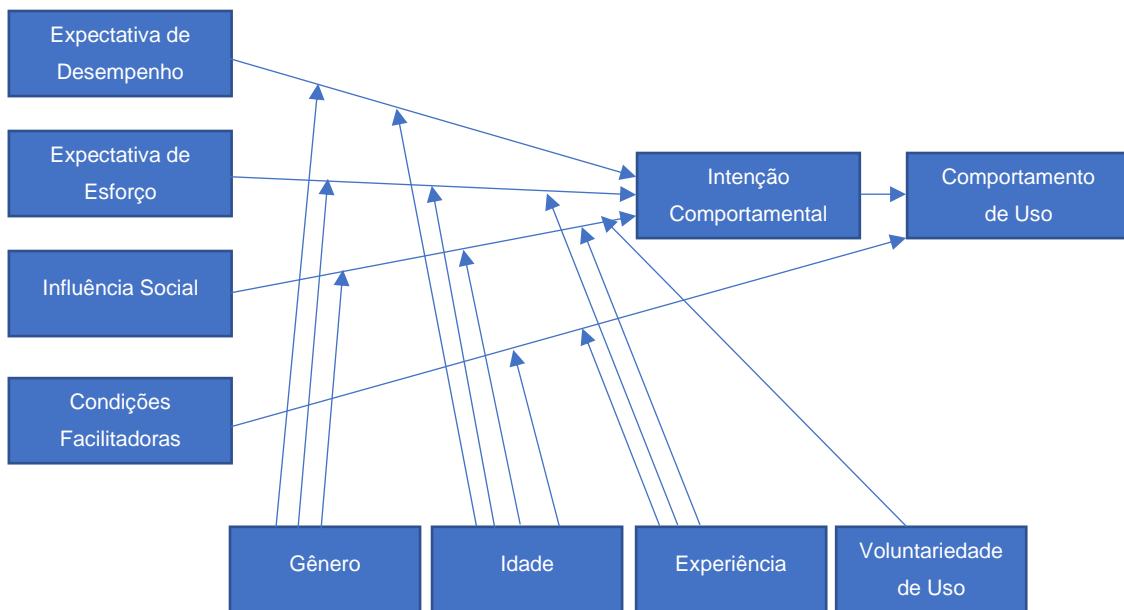 Expectativa de
Desempenho
Expectativa de
Esforço
Intenção
Comportamental
Comportamento
de Uso
Influência Social
Condições
Facilitadoras
Gênero
Idade
Experiência
Voluntariedade
de Uso